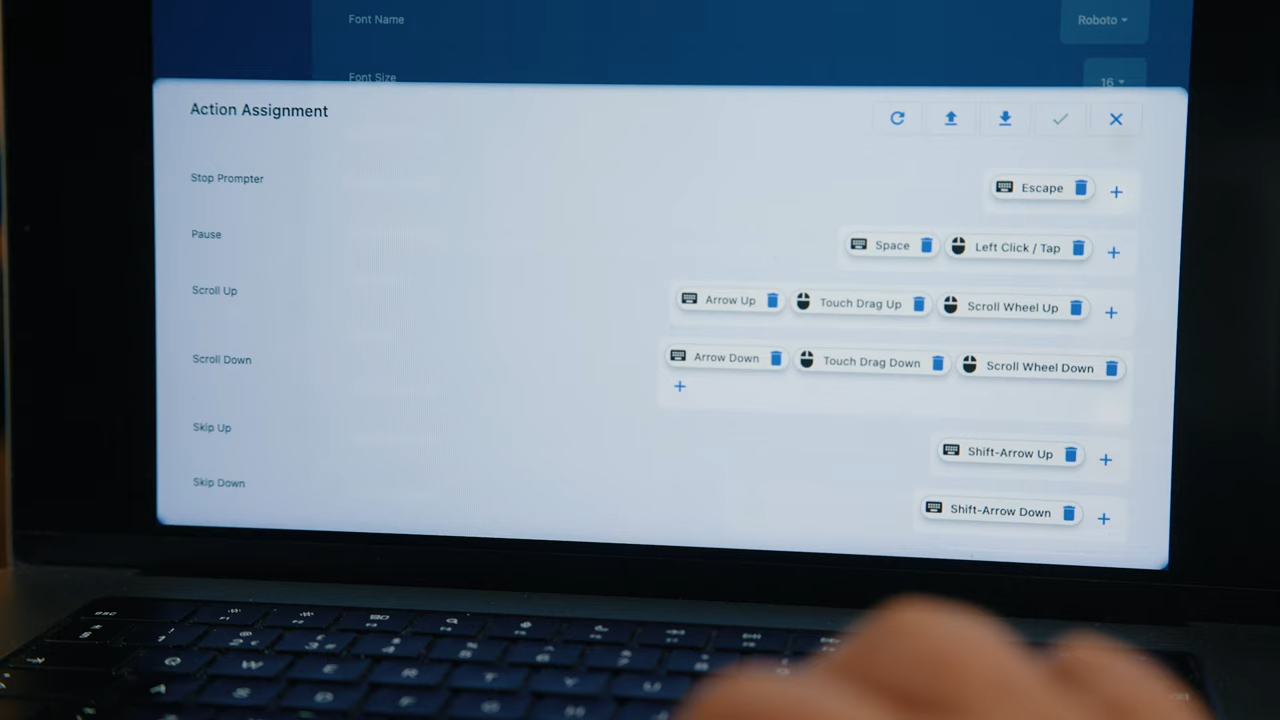 Font Name
Roboto
Font Size
16
Action Assignment
Stop Prompter
Escape
Pause
Space
Left Click / Tap
Scroll Up
Arrow Up
Touch Drag Up
Scroll Wheel Up
Scroll Down
Arrow Down
Touch Drag Down
Scroll Wheel Down
Skip Up
Shift-Arrow Up
Skip Down
Shift-Arrow Down
esc
Q W E R T Y U
A S D